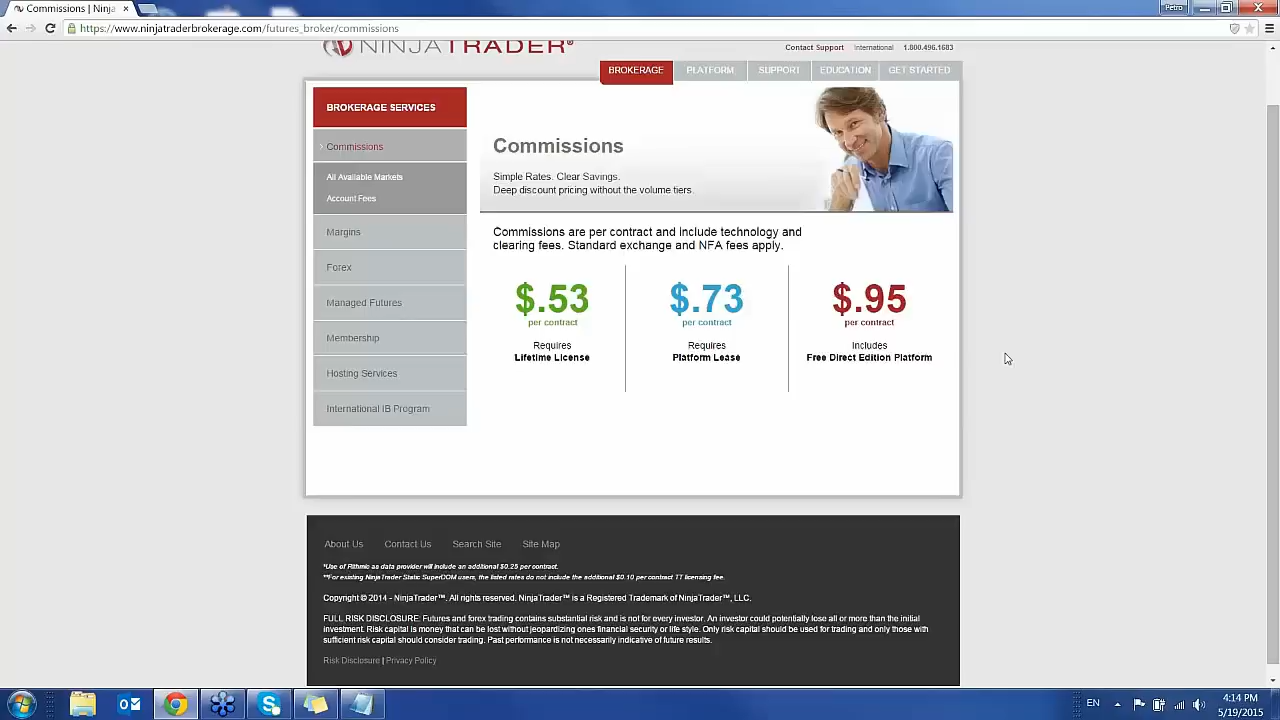 Commissions | Ninja
Petro
https://www.ninjatraderbrokerage.com/futures_broker/commissions
NINJATRADER®
Contact Support International 1.800.496.1683
BROKERAGE PLATFORM SUPPORT EDUCATION GET STARTED
BROKERAGE SERVICES
Commissions
All Available Markets
Account Fees
Margins
Forex
Managed Futures
Membership
Hosting Services
International IB Program
Commissions
Simple Rates. Clear Savings.
Deep discount pricing without the volume tiers.
Commissions are per contract and include technology and
clearing fees. Standard exchange and NFA fees apply.
$.53
per contract
Requires
Lifetime License
$.73
per contract
Requires
Platform Lease
$.95
per contract
Includes
Free Direct Edition Platform
About Us Contact Us Search Site Site Map
*Use of Rithmic as data provider will include an additional $0.25 per contract.
**For existing NinjaTrader Static SuperDOM users, the listed rates do not include the additional $0.10 per contract TT licensing fee.
Copyright © 2014 - NinjaTrader™. All rights reserved. NinjaTrader™ is a Registered Trademark of NinjaTrader™, LLC.
FULL RISK DISCLOSURE: Futures and forex trading contains substantial risk and is not for every investor. An investor could potentially lose all or more than the initial
investment. Risk capital is money that can be lost without jeopardizing ones financial security or life style. Only risk capital should be used for trading and only those with
sufficient risk capital should consider trading. Past performance is not necessarily indicative of future results.
Risk Disclosure | Privacy Policy
EN
4:14 PM
5/19/2015